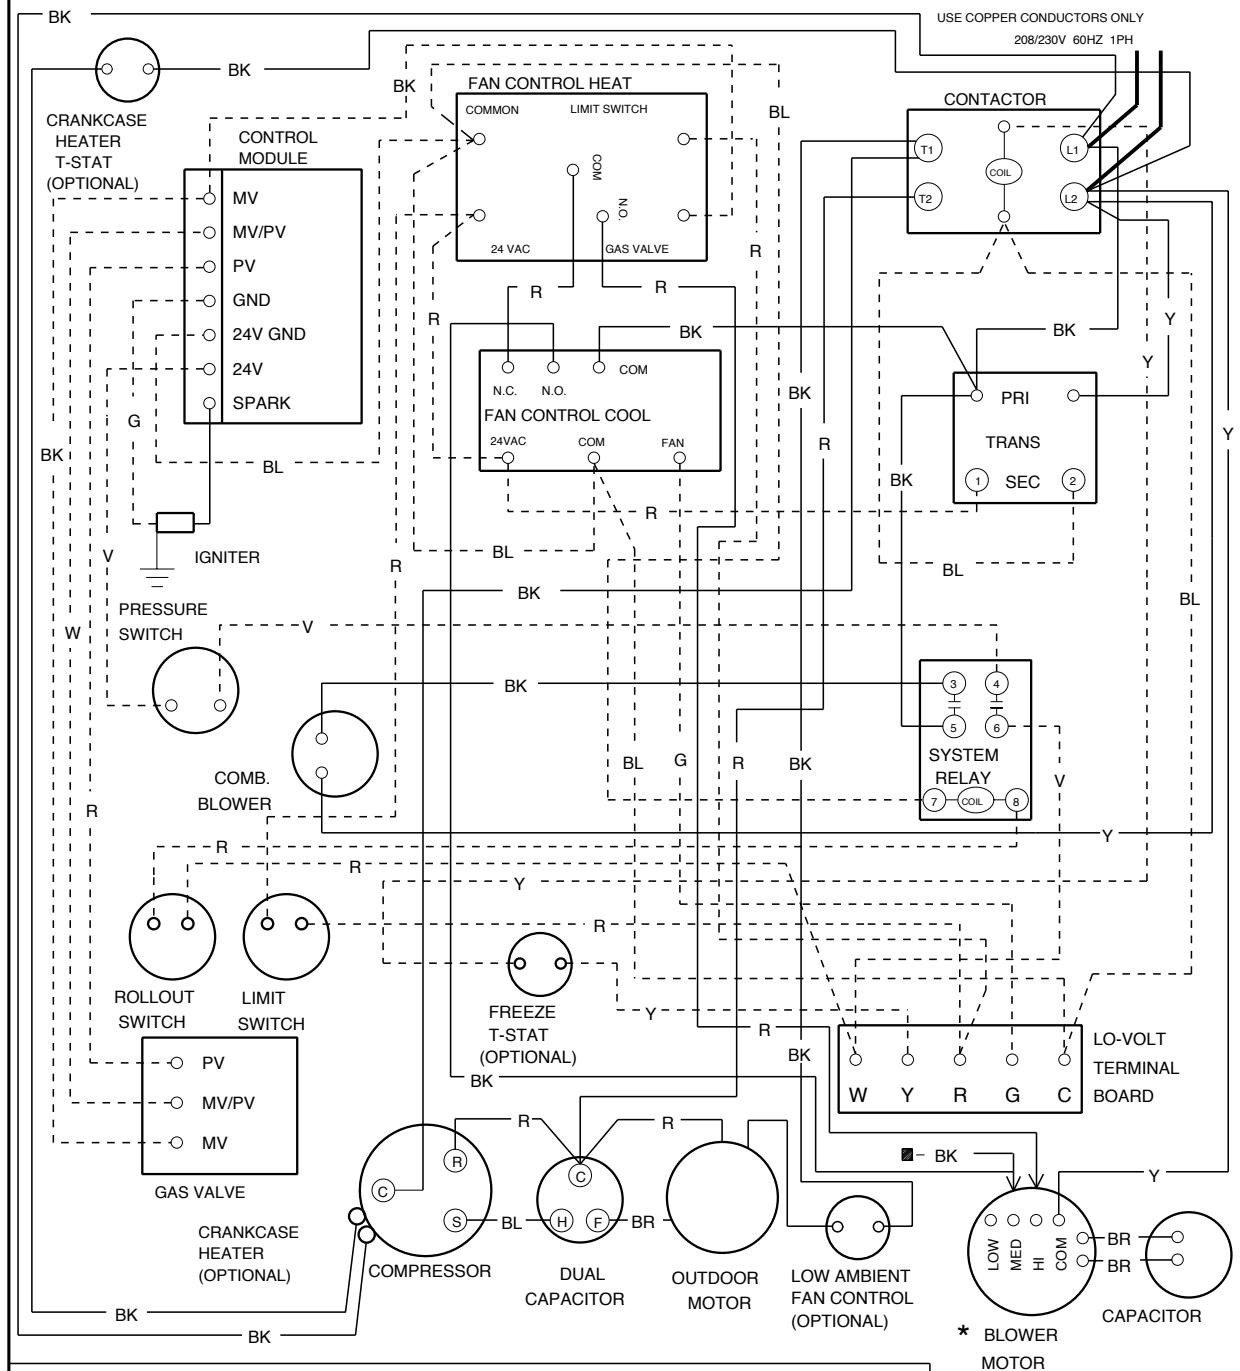 BK
USE COPPER CONDUCTORS ONLY
208/230V 60HZ 1PH
BK
BK
FAN CONTROL HEAT
COMMON
LIMIT SWITCH
COM
N.O.
24 VAC
GAS VALVE
BL
CONTACTOR
T1
T2
COIL
L1
L2
CRANKCASE
HEATER
T-STAT
(OPTIONAL)
CONTROL
MODULE
MV
MV/PV
PV
GND
24V GND
24V
SPARK
R
R
R
R
BK
BK
Y
Y
Y
N.C.
N.O.
COM
FAN CONTROL COOL
24VAC
COM
FAN
BK
R
PRI
TRANS
1
SEC
2
G
BK
BL
BK
R
IGNITER
V
R
BL
BL
BK
BL
PRESSURE
SWITCH
W
V
BK
3
4
5
6
SYSTEM
RELAY
7
COIL
8
COMB.
BLOWER
BL
G
R
BK
V
R
R
R
Y
Y
R
ROLLOUT
SWITCH
LIMIT
SWITCH
FREEZE
T-STAT
(OPTIONAL)
Y
R
BK
BK
LO-VOLT
TERMINAL
BOARD
W
Y
R
G
C
PV
MV/PV
MV
GAS VALVE
R
R
BK
Y
R
C
S
BL
C
H
F
BR
CRANKCASE
HEATER
(OPTIONAL)
COMPRESSOR
DUAL
CAPACITOR
OUTDOOR
MOTOR
LOW AMBIENT
FAN CONTROL
(OPTIONAL)
LOW
MED
HI
COM
BR
BR
CAPACITOR
BK
BK
* BLOWER
MOTOR